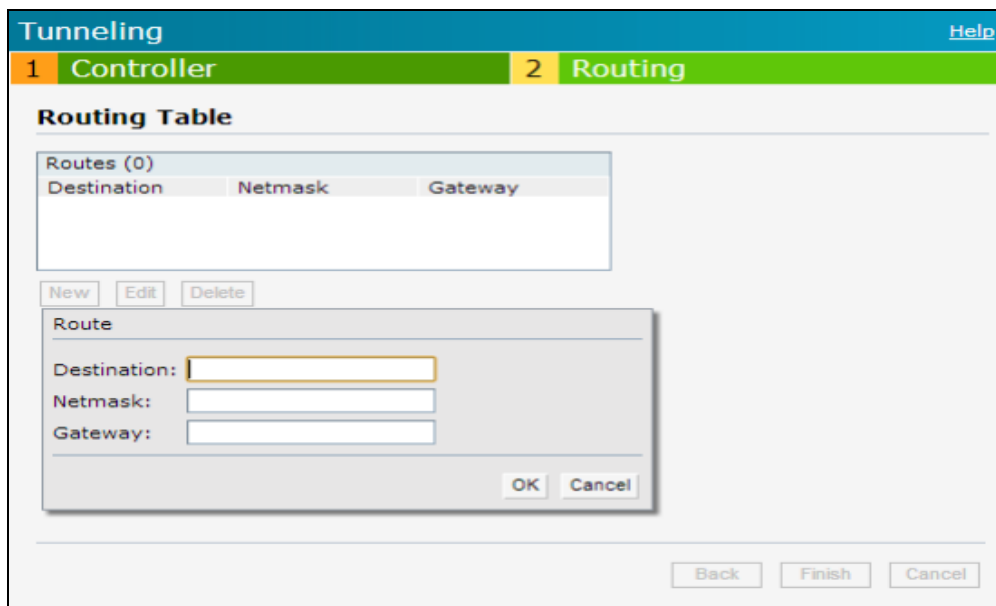 Tunneling Help
1 Controller 2 Routing
Routing Table
Routes (0)
Destination Netmask Gateway
New Edit Delete
Route
Destination:
Netmask:
Gateway:
OK Cancel
Back Finish Cancel